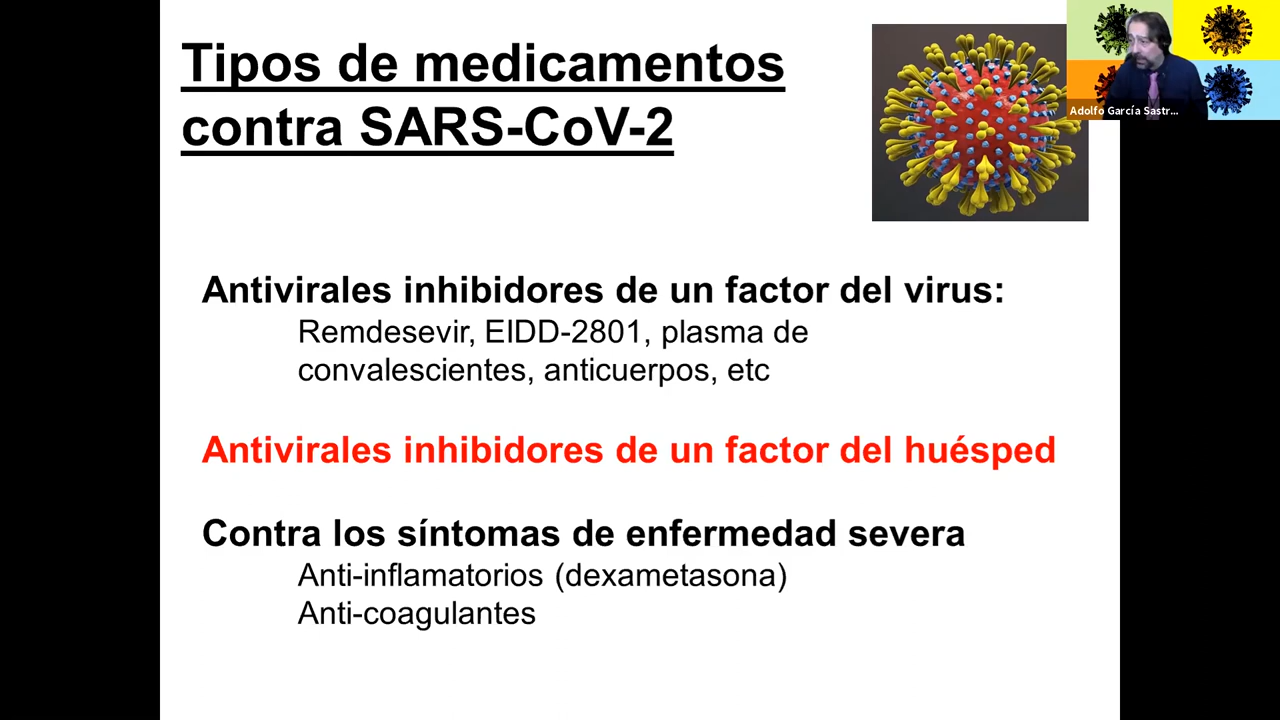 Tipos de medicamentos
contra SARS-CoV-2
Adolfo García Sastr...
Antivirales inhibidores de un factor del virus:
Remdesevir, EIDD-2801, plasma de
convalescientes, anticuerpos, etc
Antivirales inhibidores de un factor del huésped
Contra los síntomas de enfermedad severa
Anti-inflamatorios (dexametasona)
Anti-coagulantes